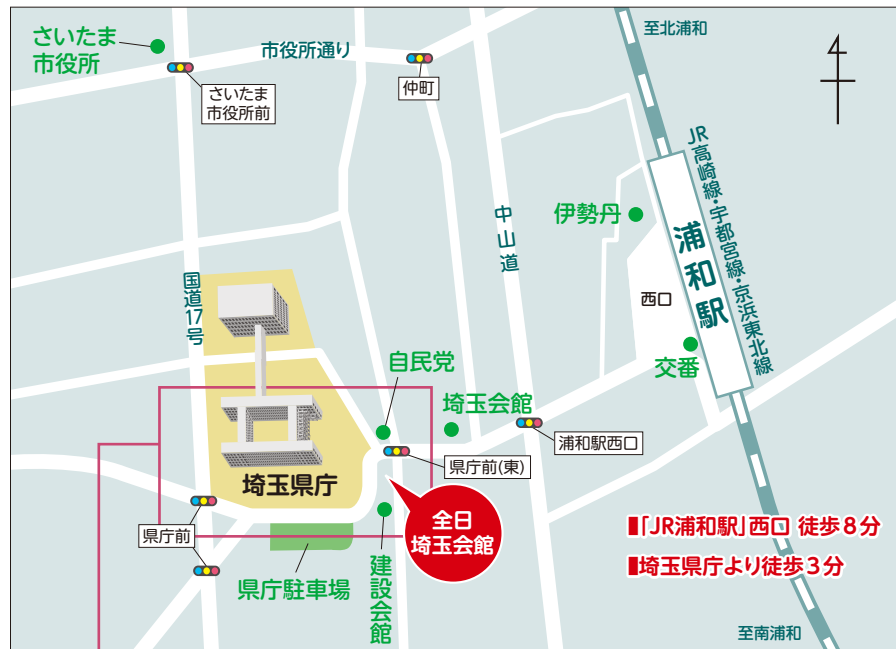 さいたま
市役所
市役所通り
至北浦和
さいたま
市役所前
仲町
JR高崎線・宇都宮線・京浜東北線
中山道
伊勢丹
浦和駅
国道17号
西口
自民党
交番
埼玉会館
浦和駅西口
県庁前(東)
埼玉県庁
全日
埼玉会館
県庁前
■「JR浦和駅」西口 徒歩8分
■埼玉県庁より徒歩3分
県庁駐車場
建設会館
至南浦和